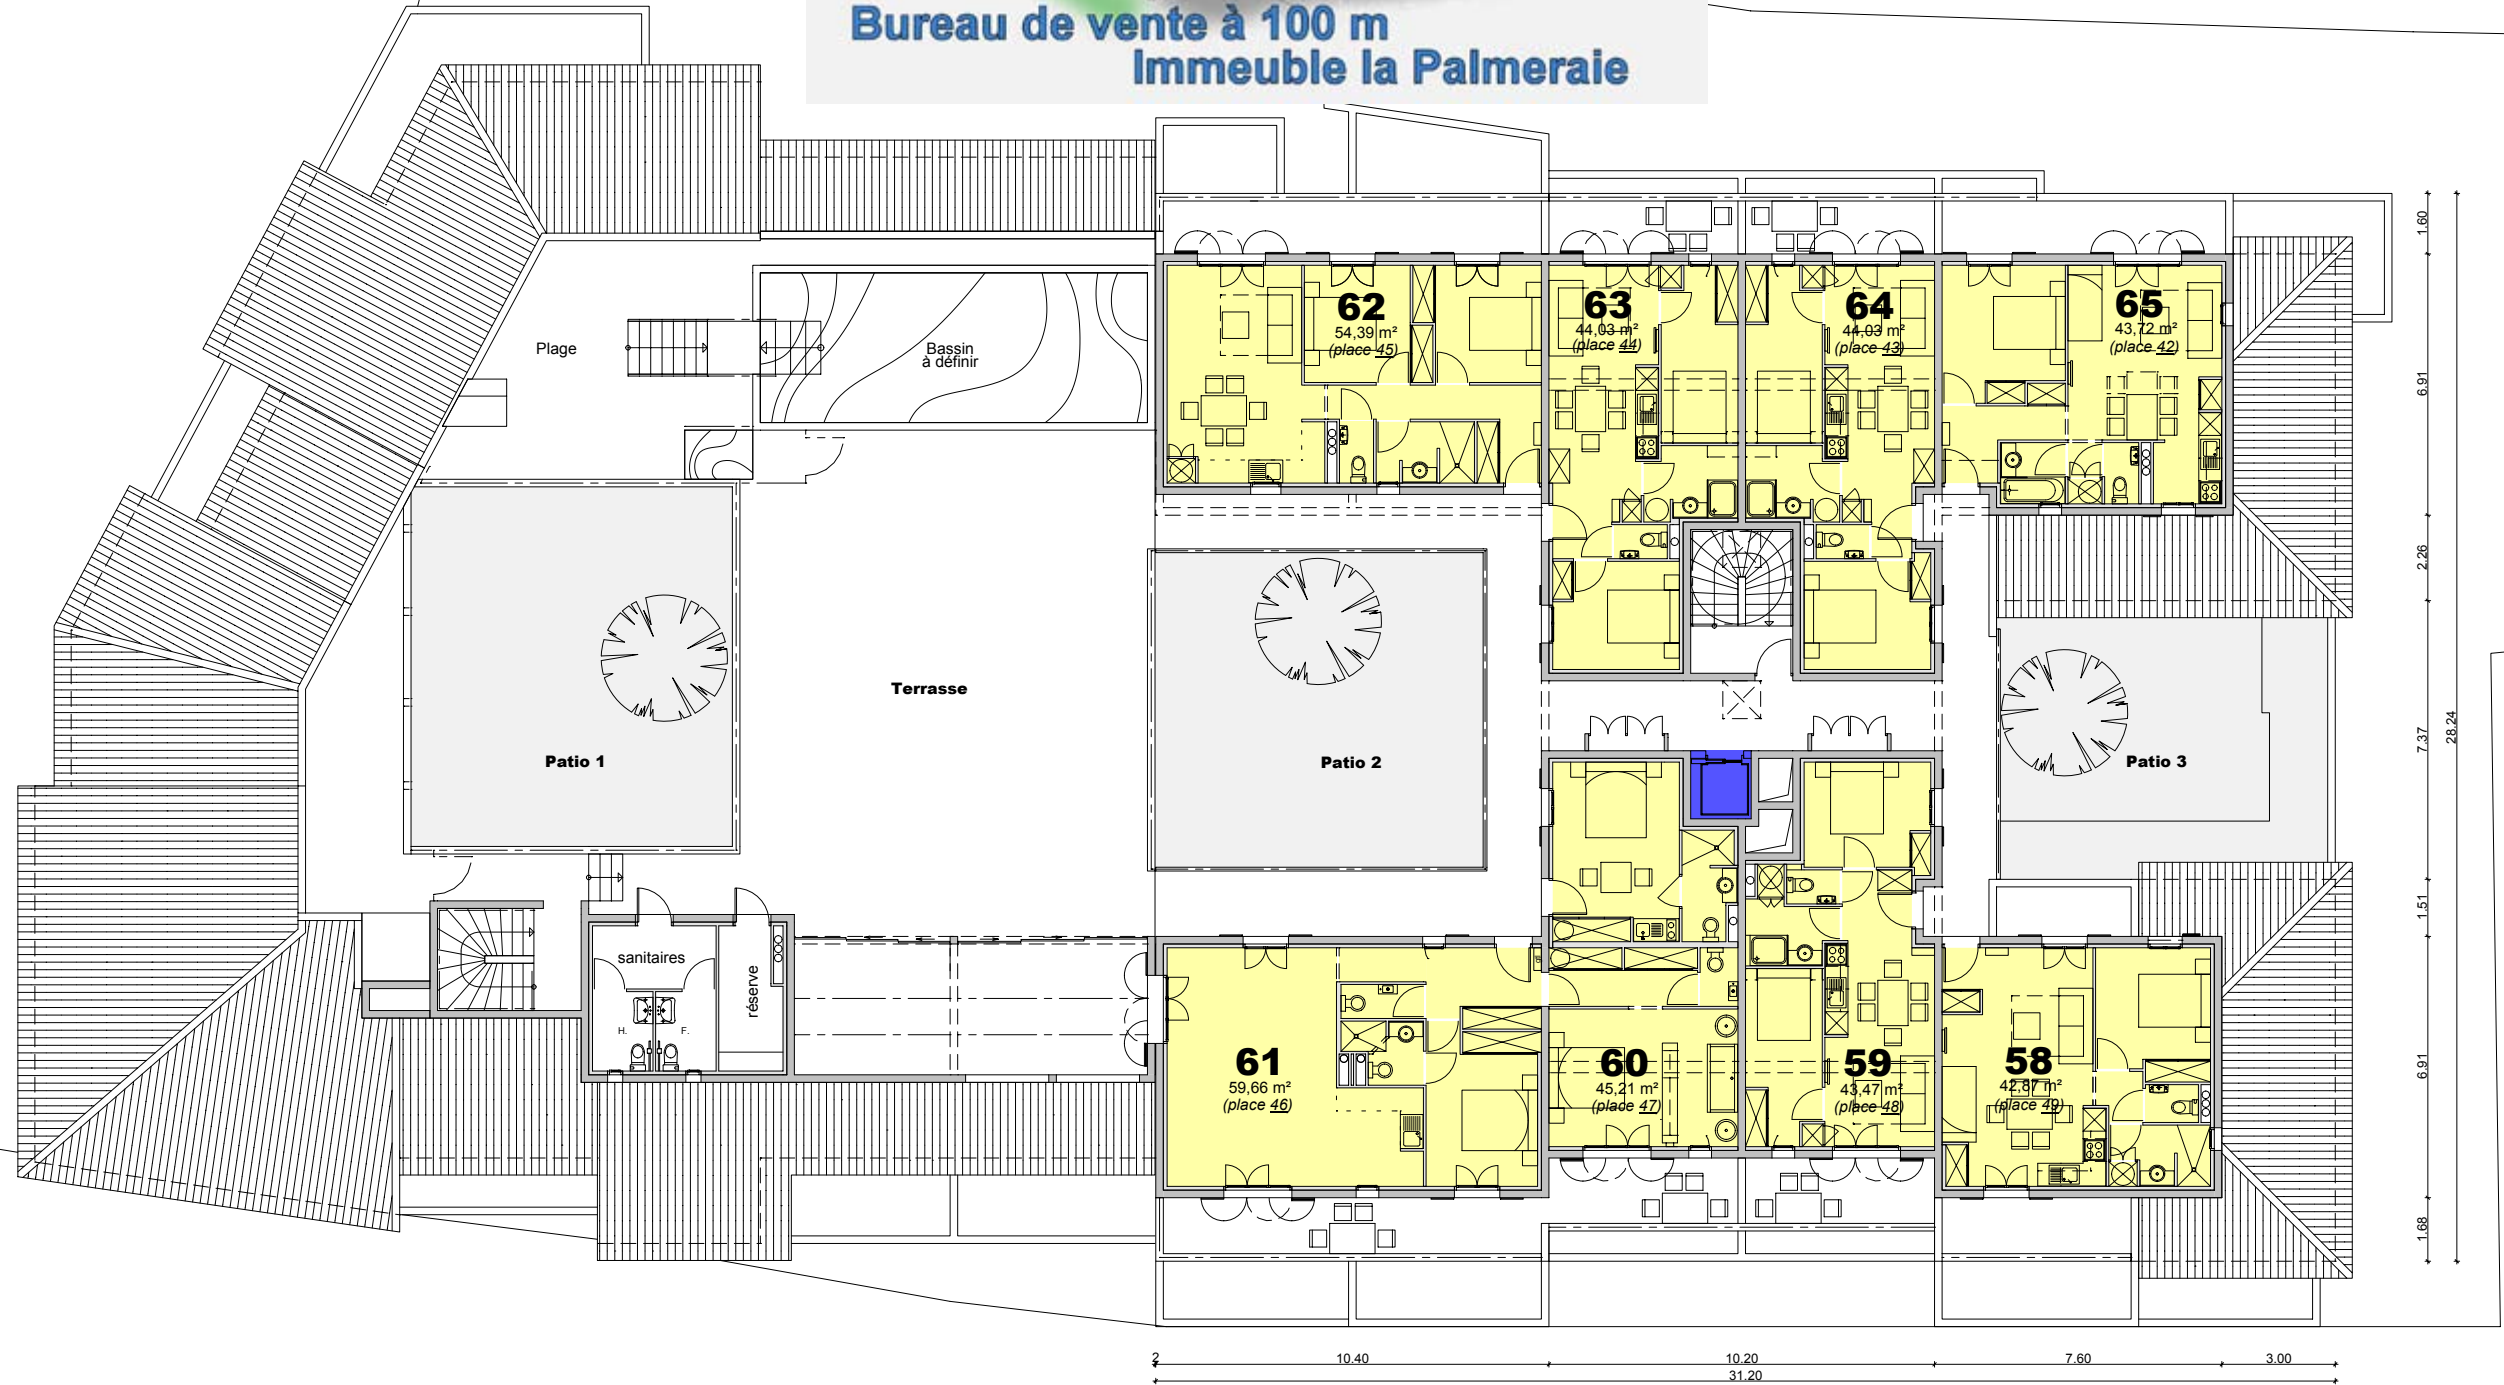 Bureau de vente à 100 m
Immeuble la Palmeraie
62
54,39 m²
(place 45)
63
44,03 m²
(place 44)
64
44,03 m²
(place 43)
65
43,72 m²
(place 42)
Plage
Bassin
à définir
Terrasse
Patio 1
Patio 2
Patio 3
sanitaires
H.
F.
réserve
61
59,66 m²
(place 46)
60
45,21 m²
(place 47)
59
43,47 m²
(place 48)
58
42,87 m²
(place 49)
1.60
6.91
2.26
7.37
28.24
1.51
6.91
1.68
2
10.40
10.20
7.60
3.00
31.20